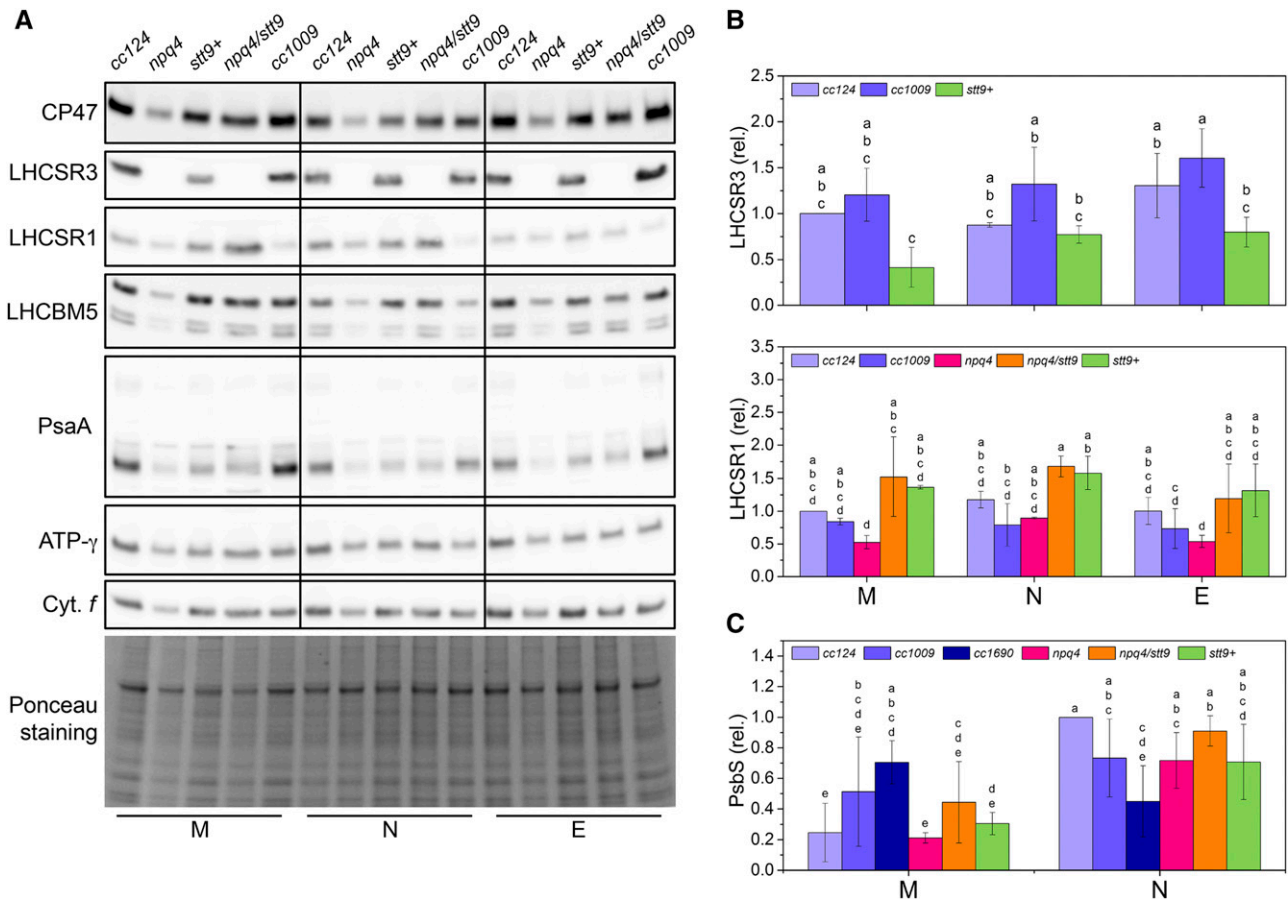 A
cc124 npq4 stt9+ npq4/stt9 cc1009 cc124 npq4 stt9+ npq4/stt9 cc1009 cc124 npq4 stt9+ npq4/stt9 cc1009
CP47
LHCSR3
LHCSR1
LHCBM5
PsaA
ATP-γ
Cyt. f
Ponceau
staining
M N E
B
LHCSR3 (rel.)
2.5
2.0
1.5
1.0
0.5
0.0
cc124 cc1009 stt9+
a
b
c
a
b
c
c
a
b
c
a
b
b
c
a
b
a
b
c
LHCSR1 (rel.)
3.5
3.0
2.5
2.0
1.5
1.0
0.5
0.0
cc124 cc1009 npq4 npq4/stt9 stt9+
a
b
c
d
a
b
c
d
d
a
b
c
a
b
c
d
a
b
c
d
b
c
d
a
b
c
d
a
a
b
a
b
c
d
c
d
d
a
b
c
d
a
b
c
d
M N E
C
PsbS (rel.)
1.4
1.2
1.0
0.8
0.6
0.4
0.2
0.0
cc124 cc1009 cc1690 npq4 npq4/stt9 stt9+
e
b
c
d
e
a
b
c
d
e
c
d
e
d
e
a
a
b
c
c
d
e
a
b
c
a
b
a
b
c
d
M N